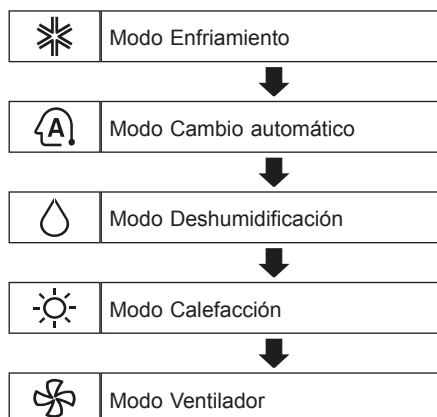 Modo Enfriamiento
A
Modo Cambio automático
Modo Deshumidificación
Modo Calefacción
Modo Ventilador